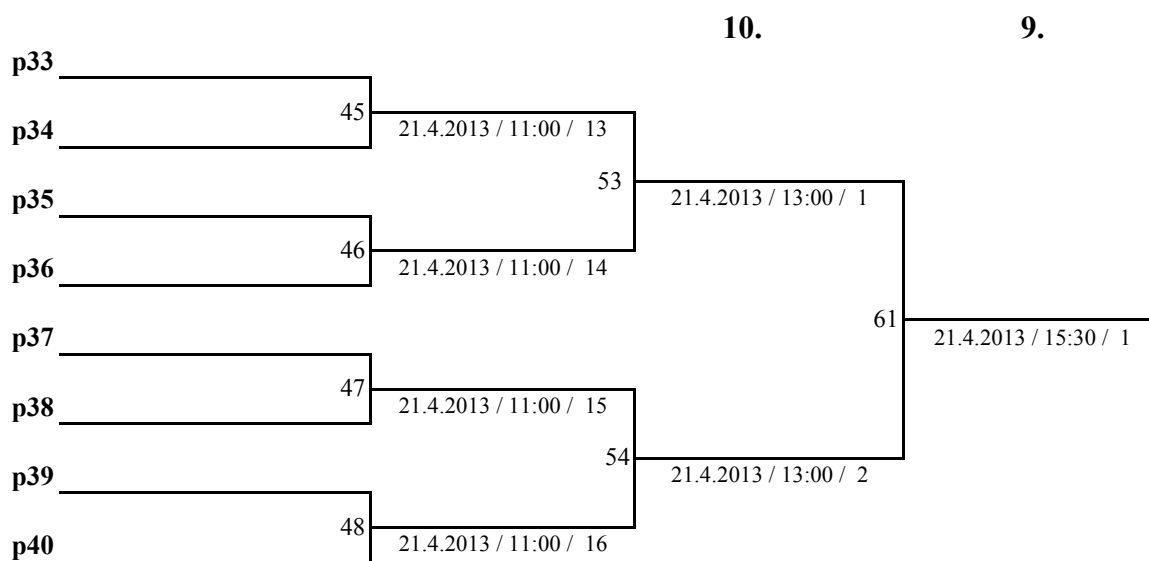 10. 9.
p33
45
21.4.2013 / 11:00 / 13
p34
53
21.4.2013 / 13:00 / 1
p35
46
21.4.2013 / 11:00 / 14
p36
61
21.4.2013 / 15:30 / 1
p37
47
21.4.2013 / 11:00 / 15
p38
54
21.4.2013 / 13:00 / 2
p39
48
21.4.2013 / 11:00 / 16
p40